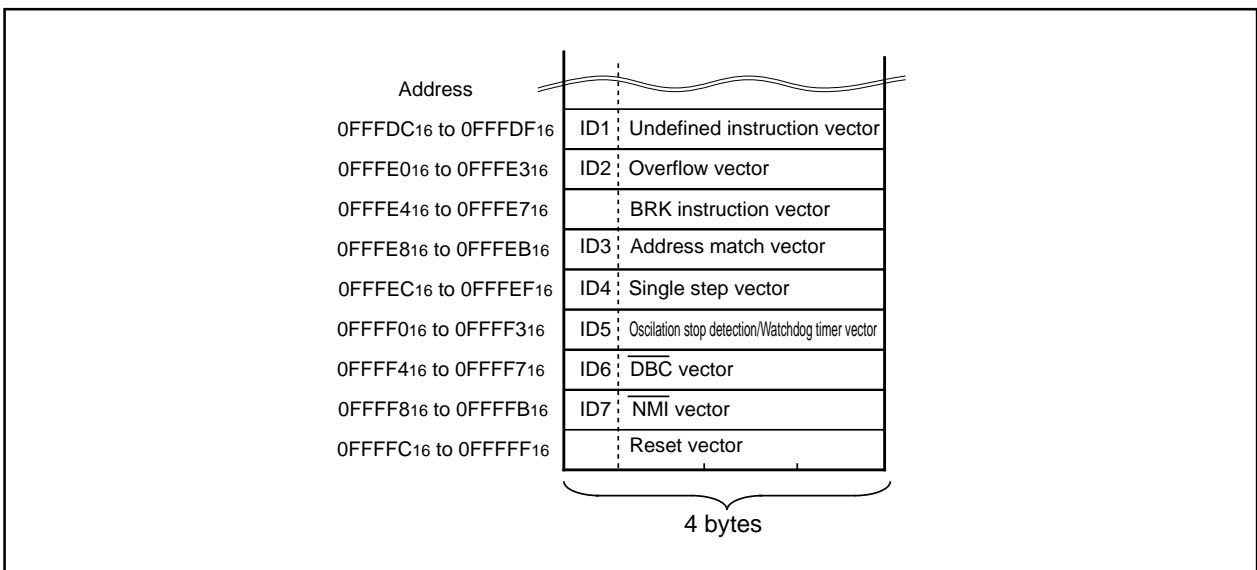 Address
0FFFDC16 to 0FFFDF16 ID1 Undefined instruction vector
0FFFE016 to 0FFFE316 ID2 Overflow vector
0FFFE416 to 0FFFE716 BRK instruction vector
0FFFE816 to 0FFFEB16 ID3 Address match vector
0FFFEC16 to 0FFFEF16 ID4 Single step vector
0FFFF016 to 0FFFF316 ID5 Oscilation stop detection/Watchdog timer vector
0FFFF416 to 0FFFF716 ID6 D̅B̅C̅ vector
0FFFF816 to 0FFFFB16 ID7 N̅M̅I̅ vector
0FFFFC16 to 0FFFFF16 Reset vector
4 bytes